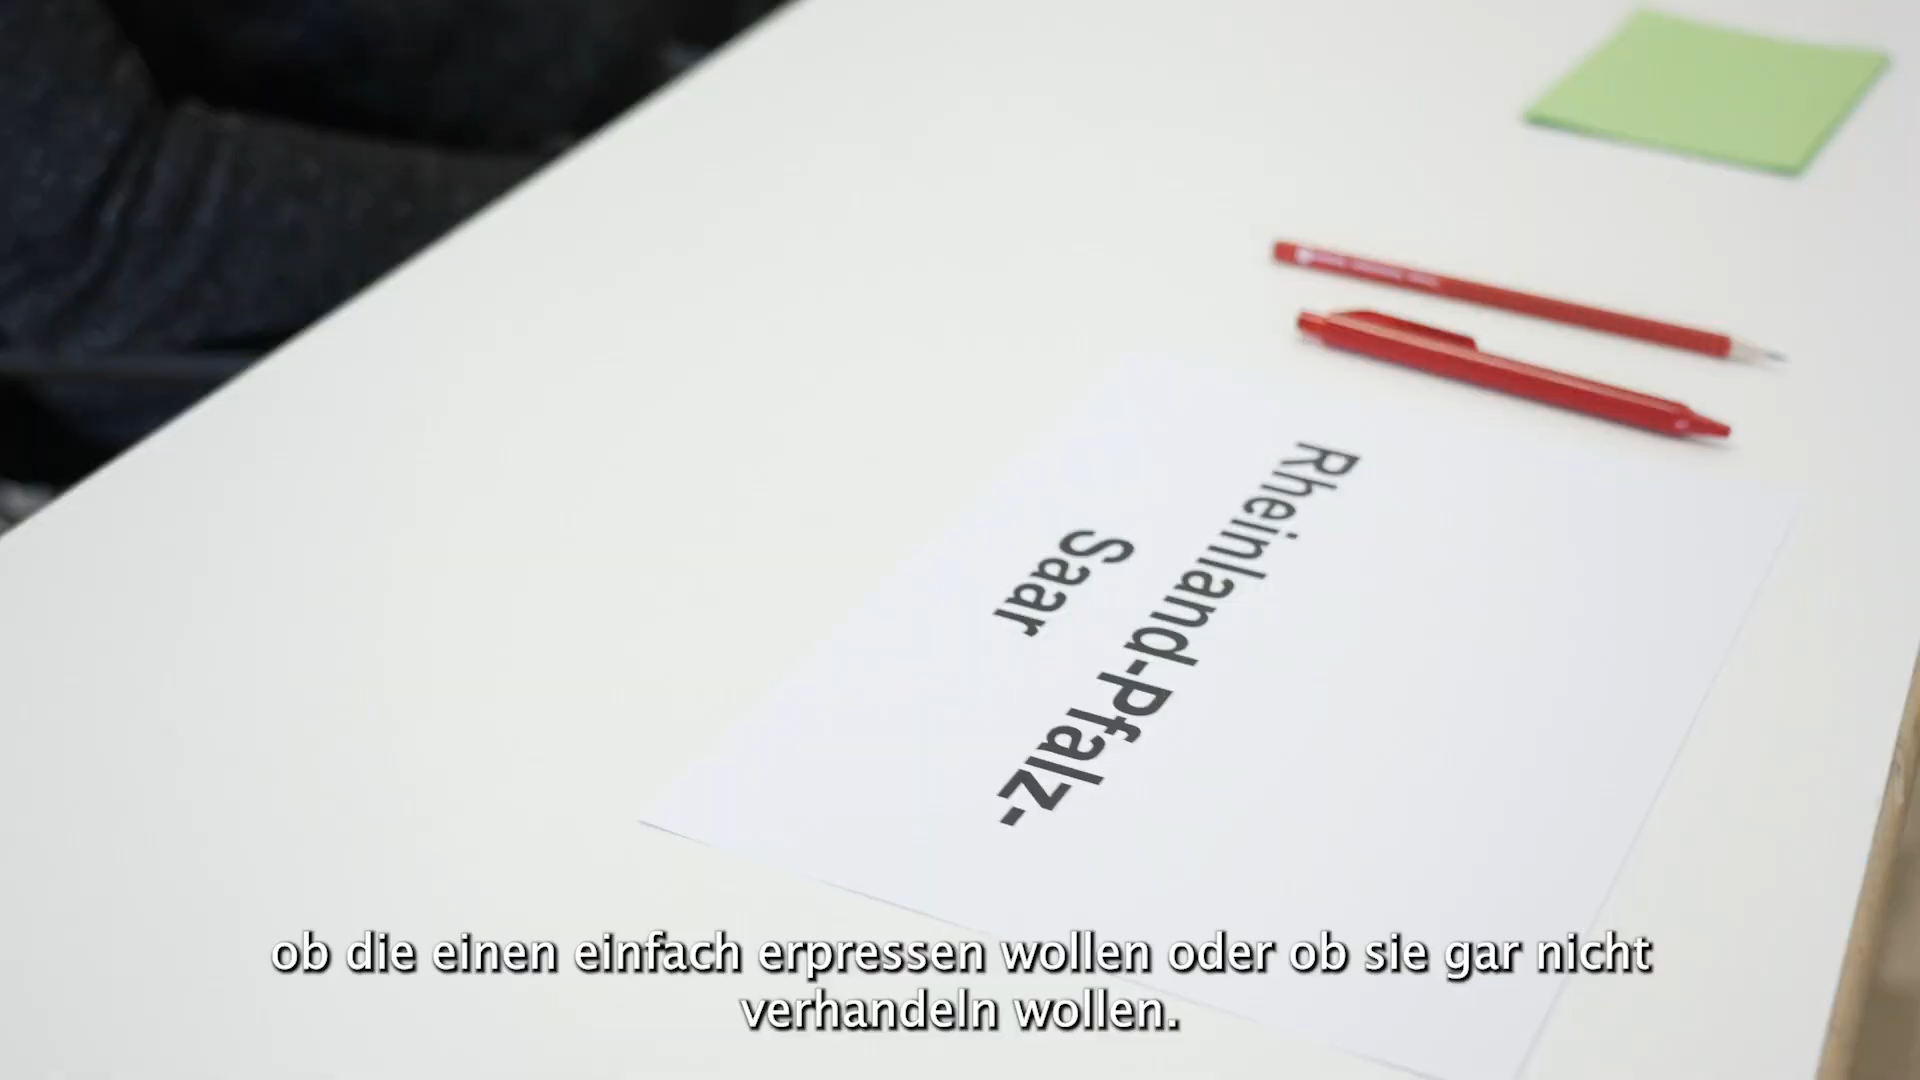 Rheinland-Pfalz-
Saar
ob die einen einfach erpressen wollen oder ob sie gar nicht
verhandeln wollen.